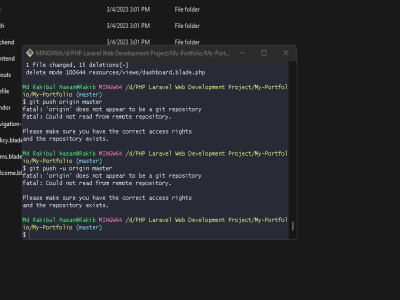 3/4/2023 3:01 PM File folder
th 3/4/2023 3:01 PM File folder
ckend 3/4/2023 3:01 PM File folder
ntend
MINGW64:/d/PHP Laravel Web Development Project/My-Portfolio/My-Port...
outs
1 file changed, 15 deletions(-)
delete mode 100644 resources/views/dashboard.blade.php
ofile
Md Rakibul Hasan@Rakib MINGW64 /d/PHP Laravel Web Development Project/My-Portfol
io/My-Portfolio (master)
ndor
$ git push origin master
fatal: 'origin' does not appear to be a git repository
fatal: Could not read from remote repository.
vigation-
Please make sure you have the correct access rights
and the repository exists.
licy.blade
Md Rakibul Hasan@Rakib MINGW64 /d/PHP Laravel Web Development Project/My-Portfol
io/My-Portfolio (master)
ms.blade
$ git push -u origin master
fatal: 'origin' does not appear to be a git repository
lcome.bla
fatal: Could not read from remote repository.
Please make sure you have the correct access rights
and the repository exists.
Md Rakibul Hasan@Rakib MINGW64 /d/PHP Laravel Web Development Project/My-Portfol
io/My-Portfolio (master)
$